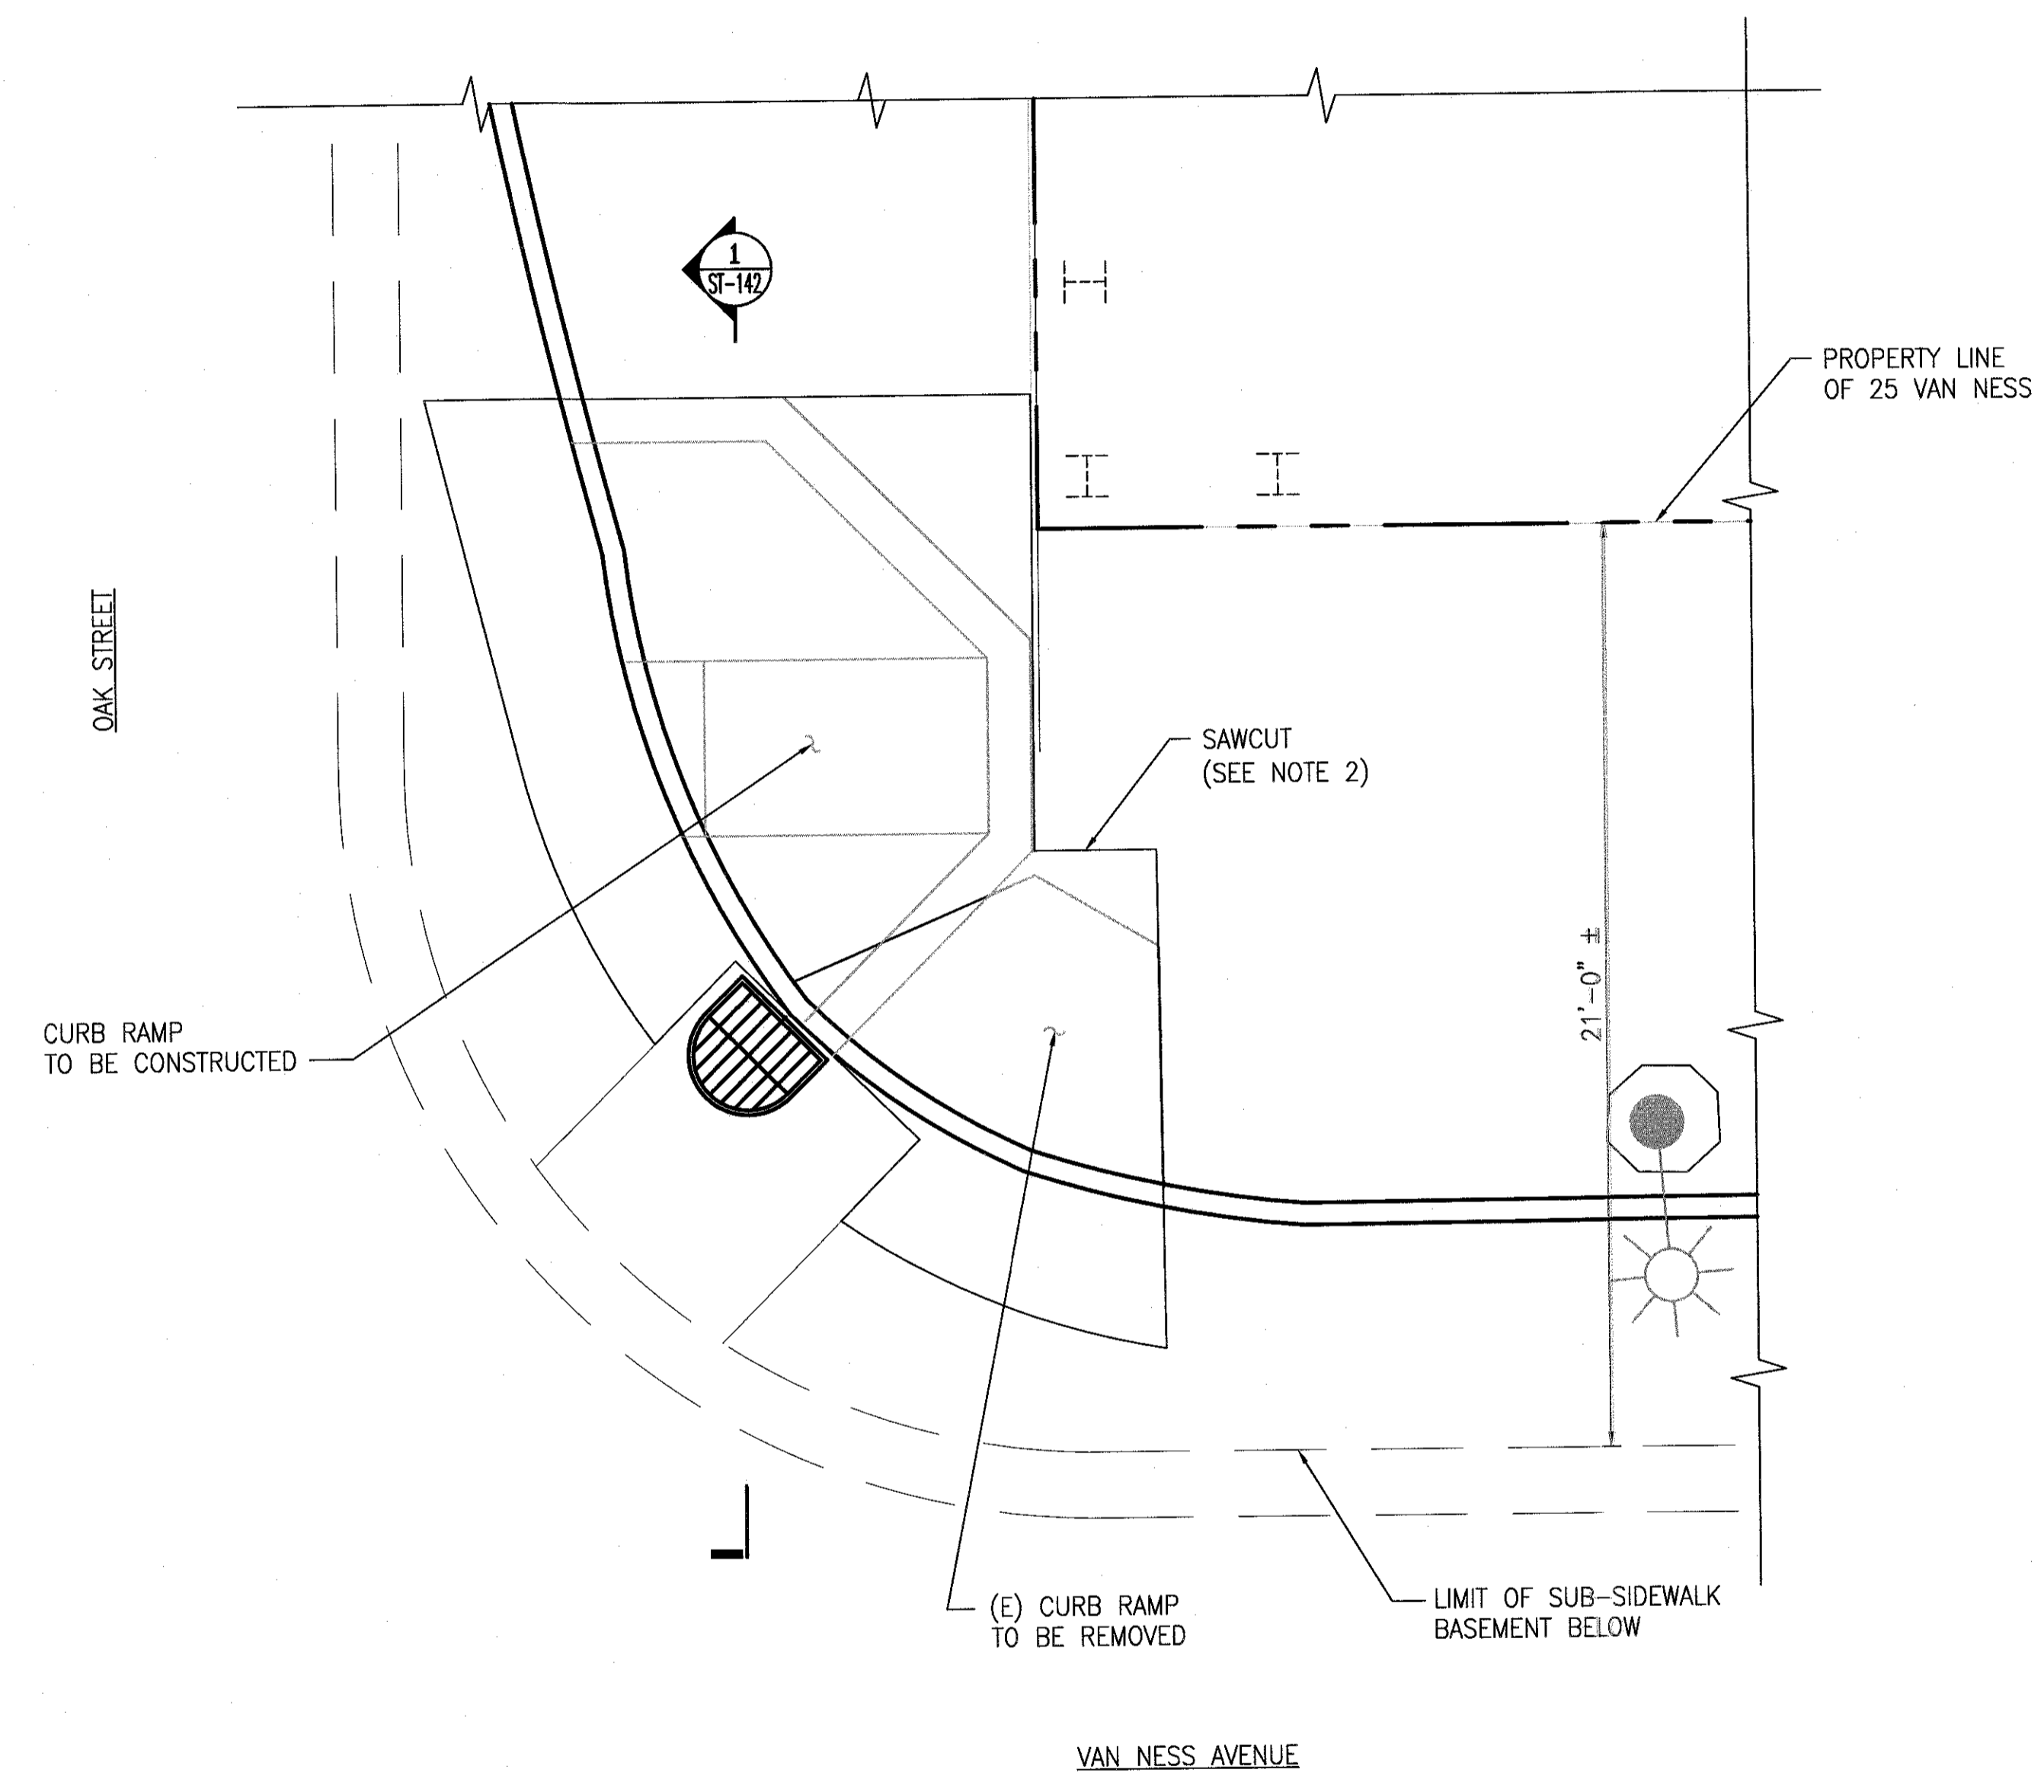 1
ST-142
PROPERTY LINE
OF 25 VAN NESS
OAK STREET
SAWCUT
(SEE NOTE 2)
21'-0" ±
CURB RAMP
TO BE CONSTRUCTED
(E) CURB RAMP
TO BE REMOVED
LIMIT OF SUB-SIDEWALK
BASEMENT BELOW
VAN NESS AVENUE